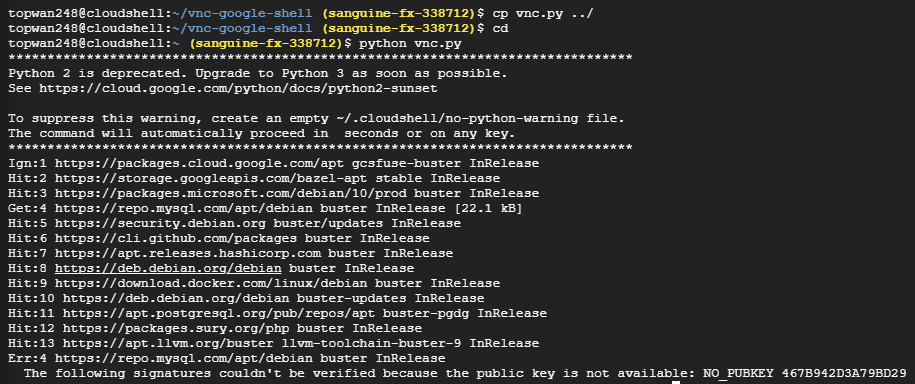 topwan248@cloudshell:~/vnc-google-shell (sanguine-fx-338712)$ cp vnc.py ../
topwan248@cloudshell:~/vnc-google-shell (sanguine-fx-338712)$ cd
topwan248@cloudshell:~ (sanguine-fx-338712)$ python vnc.py
********************************************************************************
Python 2 is deprecated. Upgrade to Python 3 as soon as possible.
See https://cloud.google.com/python/docs/python2-sunset

To suppress this warning, create an empty ~/.cloudshell/no-python-warning file.
The command will automatically proceed in  seconds or on any key.
********************************************************************************
Ign:1 https://packages.cloud.google.com/apt gcsfuse-buster InRelease
Hit:2 https://storage.googleapis.com/bazel-apt stable InRelease
Hit:3 https://packages.microsoft.com/debian/10/prod buster InRelease
Get:4 https://repo.mysql.com/apt/debian buster InRelease [22.1 kB]
Hit:5 https://security.debian.org buster/updates InRelease
Hit:6 https://cli.github.com/packages buster InRelease
Hit:7 https://apt.releases.hashicorp.com buster InRelease
Hit:8 https://deb.debian.org/debian buster InRelease
Hit:9 https://download.docker.com/linux/debian buster InRelease
Hit:10 https://deb.debian.org/debian buster-updates InRelease
Hit:11 https://apt.postgresql.org/pub/repos/apt buster-pgdg InRelease
Hit:12 https://packages.sury.org/php buster InRelease
Hit:13 https://apt.llvm.org/buster llvm-toolchain-buster-9 InRelease
Err:4 https://repo.mysql.com/apt/debian buster InRelease
  The following signatures couldn't be verified because the public key is not available: NO_PUBKEY 467B942D3A79BD29